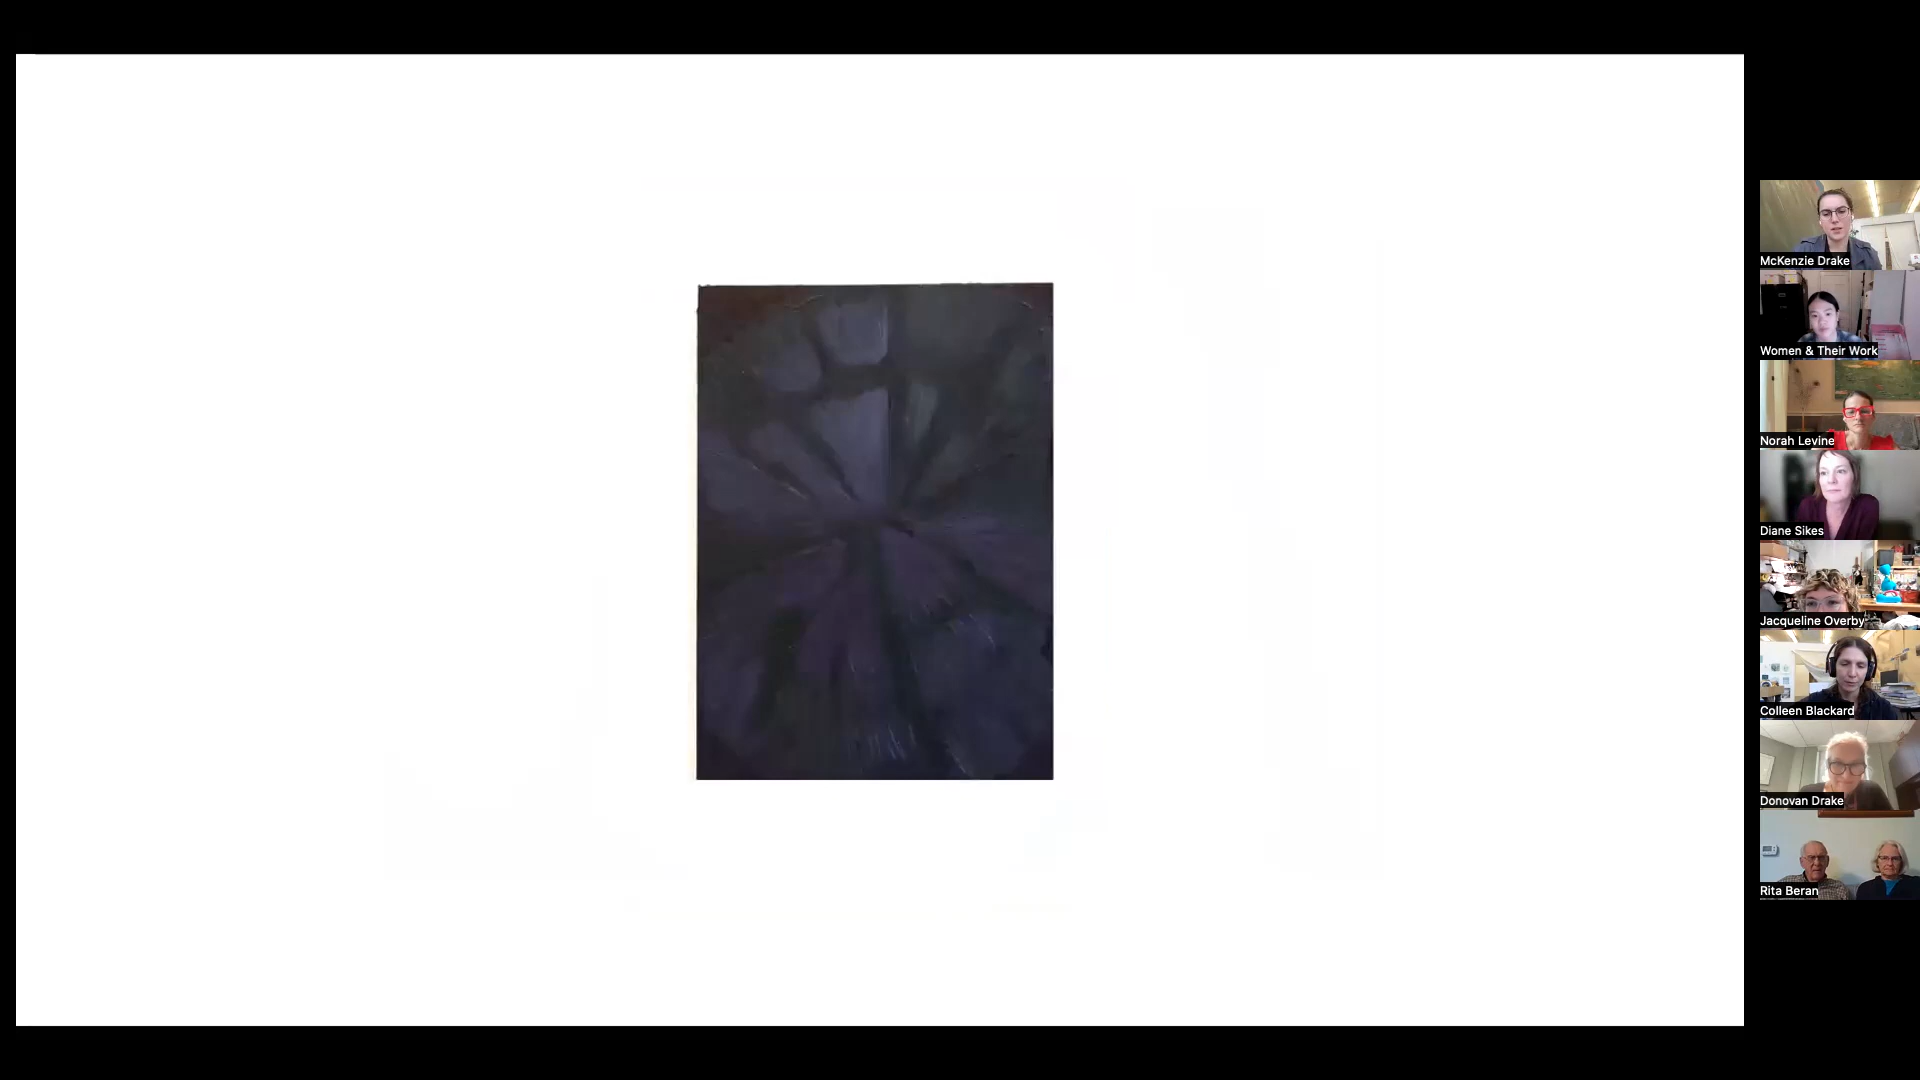 McKenzie Drake
Women & Their Work
Norah Levine
Diane Sikes
Jacqueline Overby
Colleen Blackard
Donovan Drake
Rita Beran